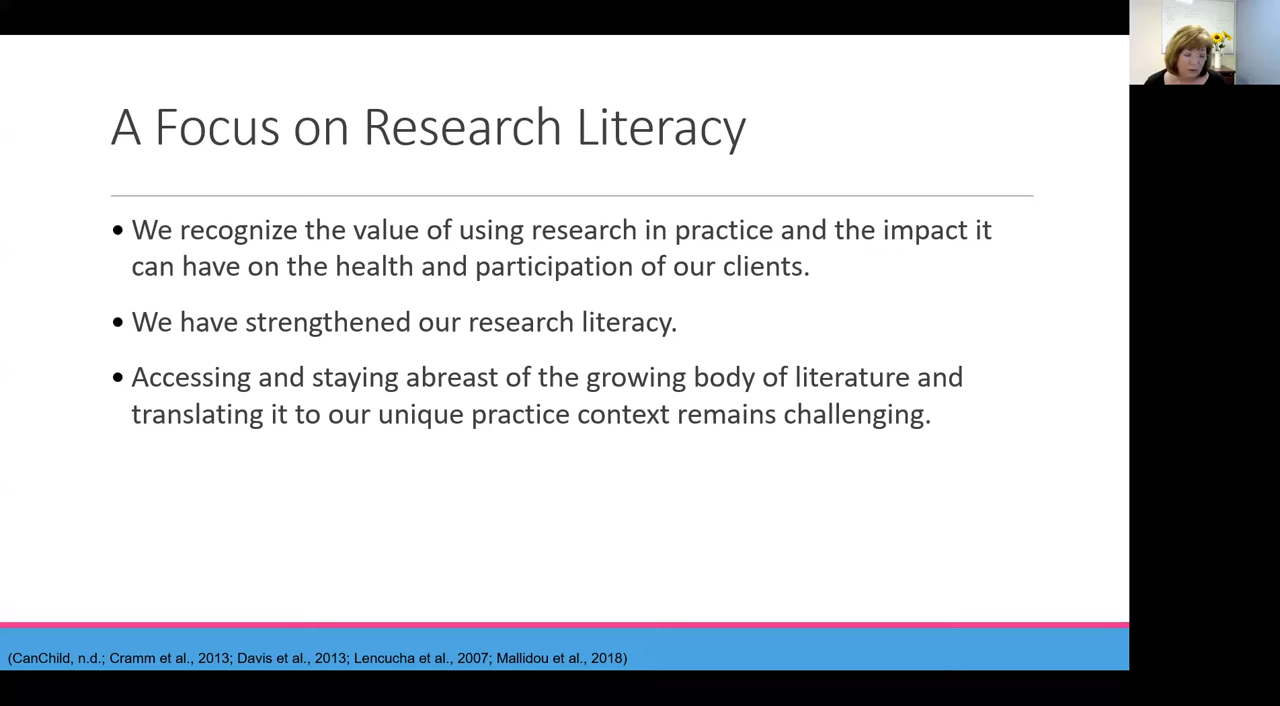 A Focus on Research Literacy
• We recognize the value of using research in practice and the impact it
can have on the health and participation of our clients.
• We have strengthened our research literacy.
• Accessing and staying abreast of the growing body of literature and
translating it to our unique practice context remains challenging.
(CanChild, n.d.; Cramm et al., 2013; Davis et al., 2013; Lencucha et al., 2007; Mallidou et al., 2018)